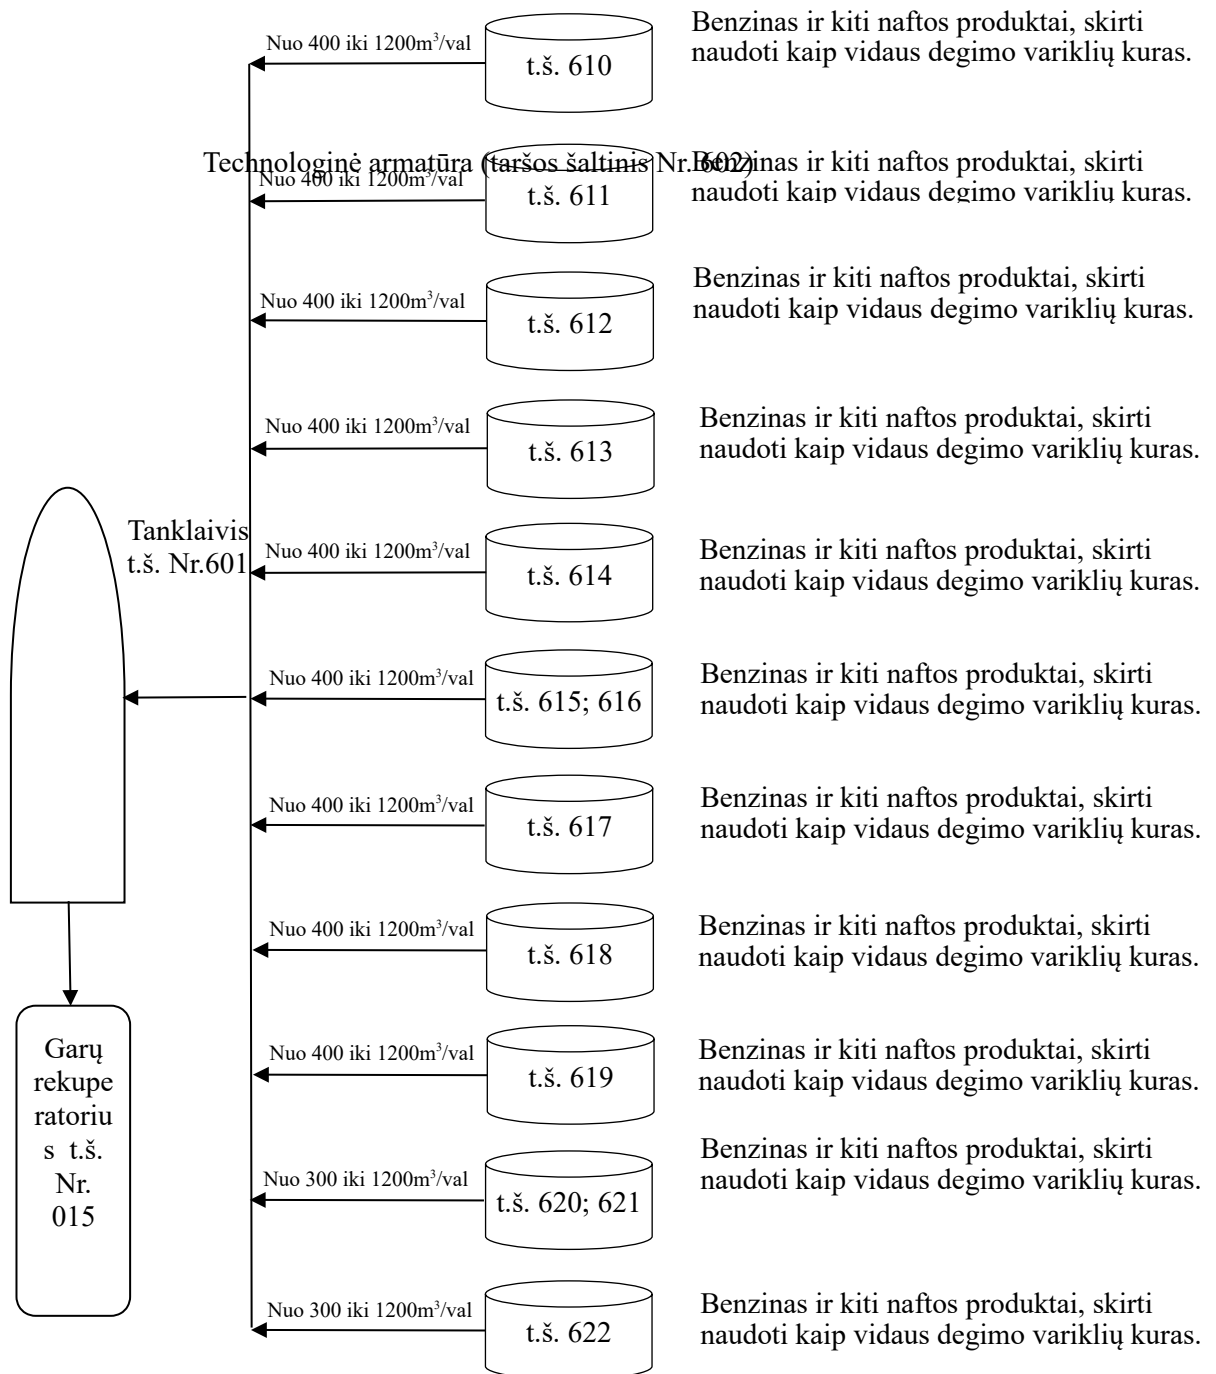 Benzinas ir kiti naftos produktai, skirti
naudoti kaip vidaus degimo variklių kuras.
Nuo 400 iki 1200m³/val
t.š. 610
Technologinė armatūra (taršos šaltinis Nr. 602)
Benzinas ir kiti naftos produktai, skirti
naudoti kaip vidaus degimo variklių kuras.
Nuo 400 iki 1200m³/val
t.š. 611
Benzinas ir kiti naftos produktai, skirti
naudoti kaip vidaus degimo variklių kuras.
Nuo 400 iki 1200m³/val
t.š. 612
Benzinas ir kiti naftos produktai, skirti
naudoti kaip vidaus degimo variklių kuras.
Nuo 400 iki 1200m³/val
t.š. 613
Tanklaivis
t.š. Nr.601
Benzinas ir kiti naftos produktai, skirti
naudoti kaip vidaus degimo variklių kuras.
Nuo 400 iki 1200m³/val
t.š. 614
Benzinas ir kiti naftos produktai, skirti
naudoti kaip vidaus degimo variklių kuras.
Nuo 400 iki 1200m³/val
t.š. 615; 616
Benzinas ir kiti naftos produktai, skirti
naudoti kaip vidaus degimo variklių kuras.
Nuo 400 iki 1200m³/val
t.š. 617
Benzinas ir kiti naftos produktai, skirti
naudoti kaip vidaus degimo variklių kuras.
Nuo 400 iki 1200m³/val
t.š. 618
Benzinas ir kiti naftos produktai, skirti
naudoti kaip vidaus degimo variklių kuras.
Nuo 400 iki 1200m³/val
t.š. 619
Garų
rekupe
ratoriu
s t.š.
Nr.
015
Benzinas ir kiti naftos produktai, skirti
naudoti kaip vidaus degimo variklių kuras.
Nuo 300 iki 1200m³/val
t.š. 620; 621
Benzinas ir kiti naftos produktai, skirti
naudoti kaip vidaus degimo variklių kuras.
Nuo 300 iki 1200m³/val
t.š. 622